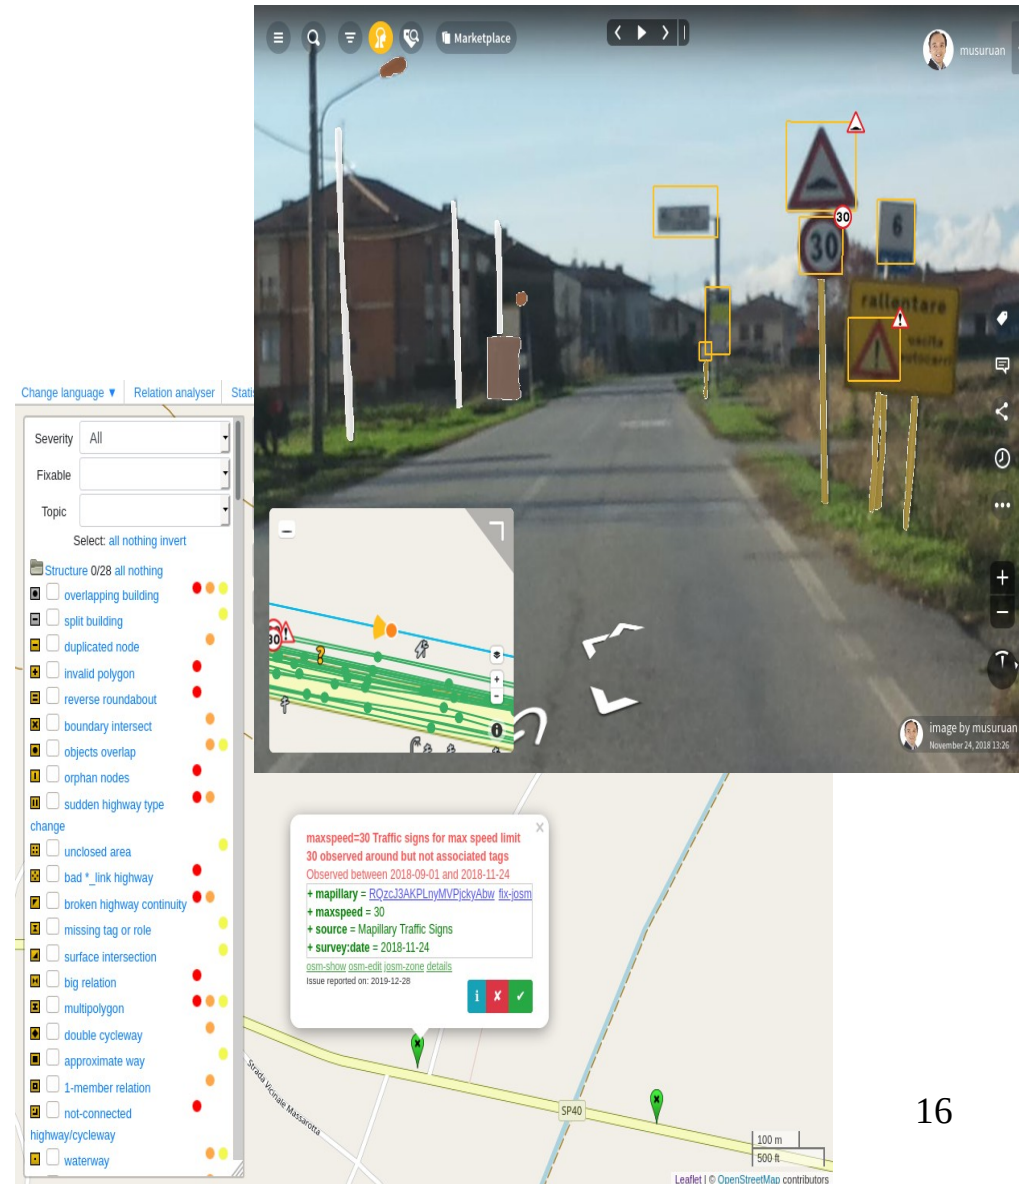 Marketplace
musuruan
30
30
6
rallentare
uscita
autocarri
30
image by musuruan
November 24, 2018 13:26
Change language ▼ Relation analyser
Severity All
Fixable
Topic
Select: all nothing invert
Structure 0/28 all nothing
overlapping building
split building
duplicated node
invalid polygon
reverse roundabout
boundary intersect
objects overlap
orphan nodes
sudden highway type
change
unclosed area
bad *_link highway
broken highway continuity
missing tag or role
surface intersection
big relation
multipolygon
double cycleway
approximate way
1-member relation
not-connected
highway/cycleway
waterway
maxspeed=30 Traffic signs for max speed limit
30 observed around but not associated tags
Observed between 2018-09-01 and 2018-11-24
+ mapillary = RQzcJ3AKPLnyMVPjckyAbw fix-josm
+ maxspeed = 30
+ source = Mapillary Traffic Signs
+ survey:date = 2018-11-24
osm-show osm-edit josm-zone details
Issue reported on: 2019-12-28
Strada Vicinale Massarotta
SP40
100 m
500 ft
Leaflet | © OpenStreetMap contributors
16